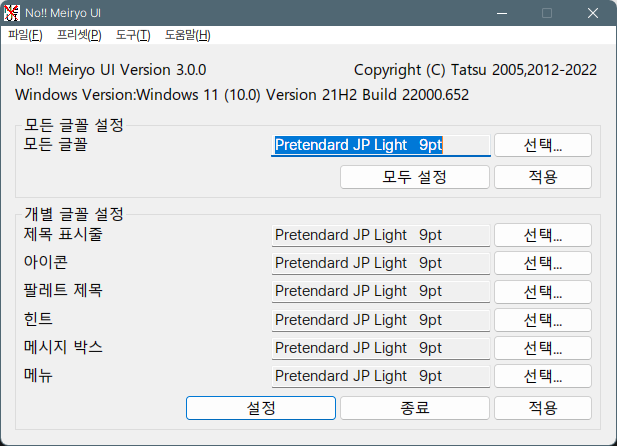 No!! Meiryo UI
파일(F) 프리셋(P) 도구(T) 도움말(H)
No!! Meiryo UI Version 3.0.0 Copyright (C) Tatsu 2005,2012-2022
Windows Version:Windows 11 (10.0) Version 21H2 Build 22000.652
모든 글꼴 설정
모든 글꼴 Pretendard JP Light 9pt 선택...
모두 설정 적용
개별 글꼴 설정
제목 표시줄 Pretendard JP Light 9pt 선택...
아이콘 Pretendard JP Light 9pt 선택...
팔레트 제목 Pretendard JP Light 9pt 선택...
힌트 Pretendard JP Light 9pt 선택...
메시지 박스 Pretendard JP Light 9pt 선택...
메뉴 Pretendard JP Light 9pt 선택...
설정 종료 적용